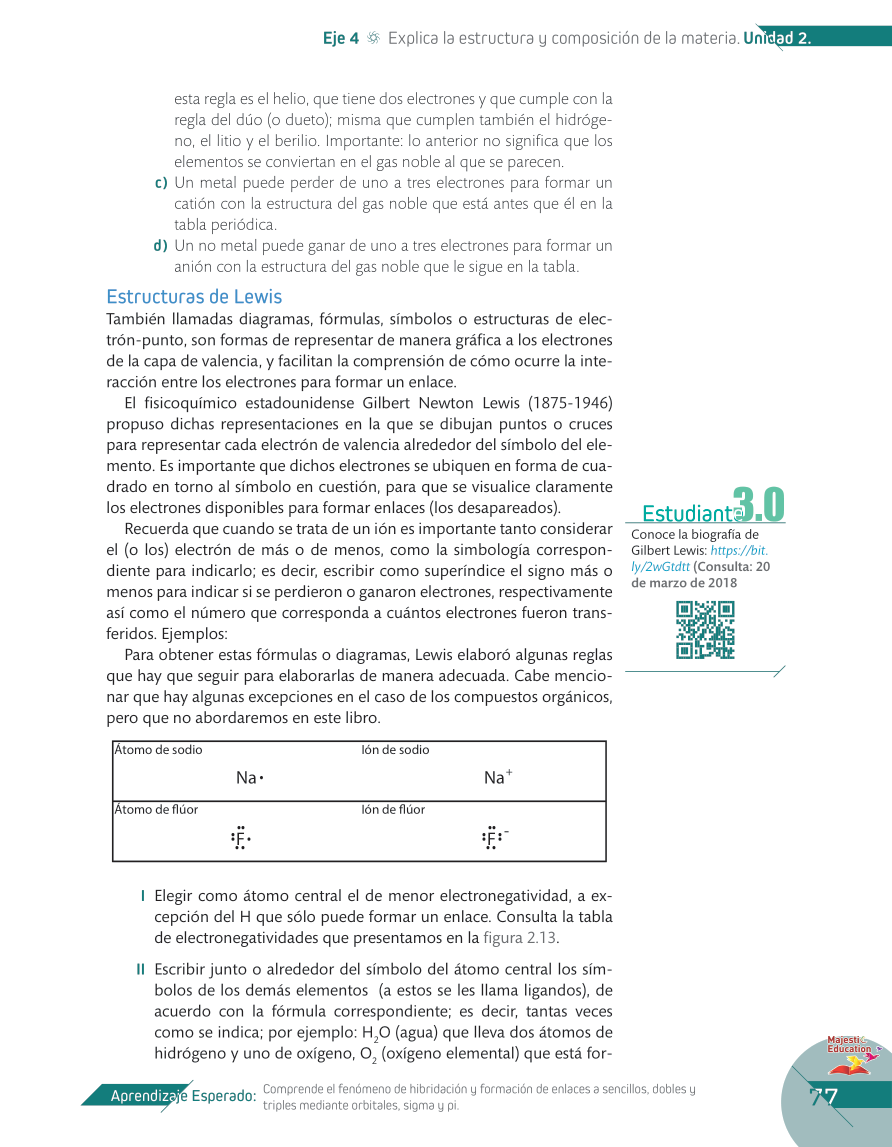 Eje 4 Explica la estructura y composición de la materia. Unidad 2.
esta regla es el helio, que tiene dos electrones y que cumple con la
regla del dúo (o dueto); misma que cumplen también el hidróge-
no, el litio y el berilio. Importante: lo anterior no significa que los
elementos se conviertan en el gas noble al que se parecen.
c) Un metal puede perder de uno a tres electrones para formar un
catión con la estructura del gas noble que está antes que él en la
tabla periódica.
d) Un no metal puede ganar de uno a tres electrones para formar un
anión con la estructura del gas noble que le sigue en la tabla.
Estructuras de Lewis
También llamadas diagramas, fórmulas, símbolos o estructuras de elec-
trón-punto, son formas de representar de manera gráfica a los electrones
de la capa de valencia, y facilitan la comprensión de cómo ocurre la inte-
racción entre los electrones para formar un enlace.
El fisicoquímico estadounidense Gilbert Newton Lewis (1875-1946)
propuso dichas representaciones en la que se dibujan puntos o cruces
para representar cada electrón de valencia alrededor del símbolo del ele-
mento. Es importante que dichos electrones se ubiquen en forma de cua-
drado en torno al símbolo en cuestión, para que se visualice claramente
los electrones disponibles para formar enlaces (los desapareados).
Recuerda que cuando se trata de un ión es importante tanto considerar
el (o los) electrón de más o de menos, como la simbología correspon-
diente para indicarlo; es decir, escribir como superíndice el signo más o
menos para indicar si se perdieron o ganaron electrones, respectivamente
así como el número que corresponda a cuántos electrones fueron trans-
feridos. Ejemplos:
Para obtener estas fórmulas o diagramas, Lewis elaboró algunas reglas
que hay que seguir para elaborarlas de manera adecuada. Cabe mencio-
nar que hay algunas excepciones en el caso de los compuestos orgánicos,
pero que no abordaremos en este libro.
Estudiante 3.0
Conoce la biografía de
Gilbert Lewis: https://bit.
ly/2wGtdtt (Consulta: 20
de marzo de 2018
Átomo de sodio Ión de sodio
Na· Na⁺
Átomo de flúor Ión de flúor
F F⁻
I Elegir como átomo central el de menor electronegatividad, a ex-
cepción del H que sólo puede formar un enlace. Consulta la tabla
de electronegatividades que presentamos en la figura 2.13.
II Escribir junto o alrededor del símbolo del átomo central los sím-
bolos de los demás elementos (a estos se les llama ligandos), de
acuerdo con la fórmula correspondiente; es decir, tantas veces
como se indica; por ejemplo: H₂O (agua) que lleva dos átomos de
hidrógeno y uno de oxígeno, O₂ (oxígeno elemental) que está for-
Majestic
Education
Aprendizaje Esperado: Comprende el fenómeno de hibridación y formación de enlaces a sencillos, dobles y
triples mediante orbitales, sigma y pi.
77